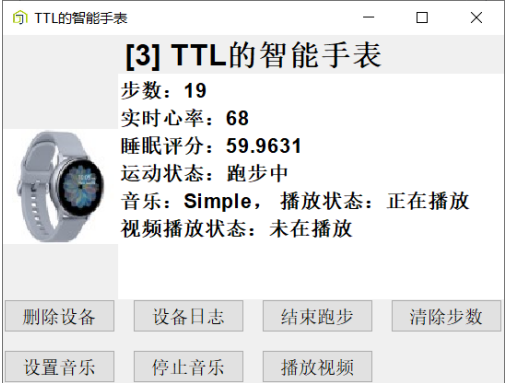 TTL的智能手表
[3] TTL的智能手表
步数：19
实时心率：68
睡眠评分：59.9631
运动状态：跑步中
音乐：Simple， 播放状态：正在播放
视频播放状态：未在播放
删除设备 设备日志 结束跑步 清除步数
设置音乐 停止音乐 播放视频